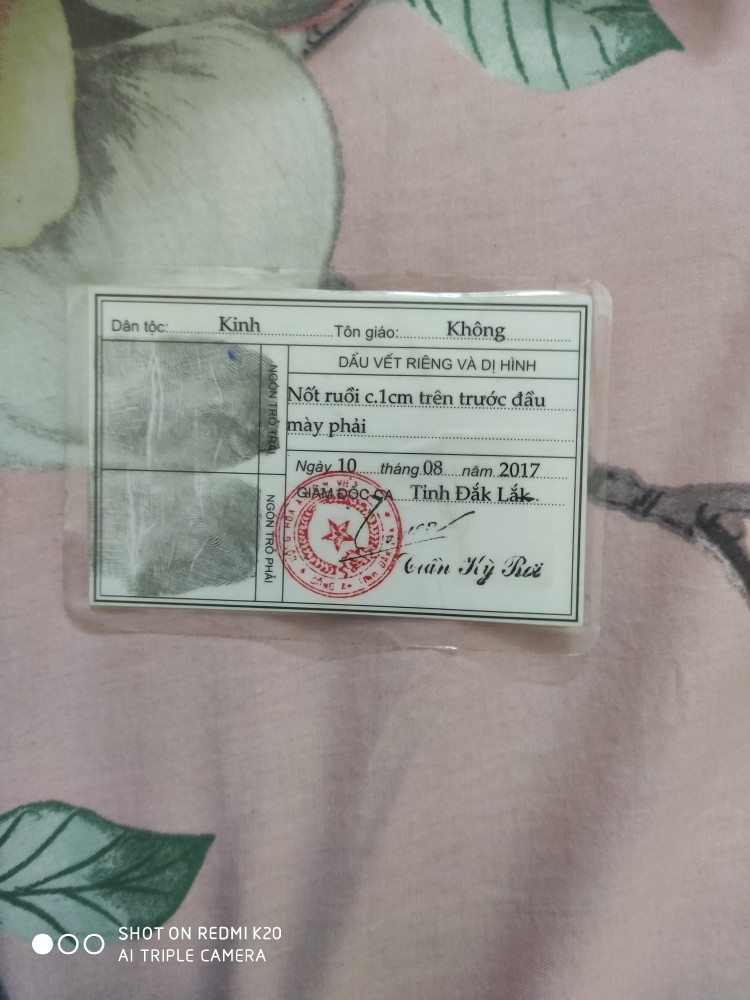 Dân tộc: Kinh Tôn giáo: Không
DẤU VẾT RIÊNG VÀ DỊ HÌNH
Nốt ruồi c.1cm trên trước đầu
mày phải
NGÓN TRỎ TRÁI
NGÓN TRỎ PHẢI
Ngày 10 tháng 08 năm 2017
GIÁM ĐỐC CA Tỉnh Đắk Lắk
Trần Kỳ Rơi
SHOT ON REDMI K20
AI TRIPLE CAMERA